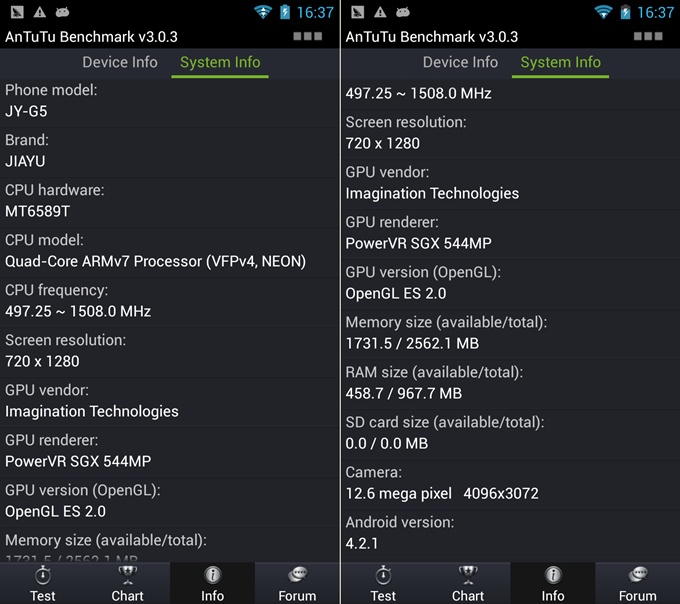 16:37
AnTuTu Benchmark v3.0.3
Device Info System Info
Phone model:
JY-G5
Brand:
JIAYU
CPU hardware:
MT6589T
CPU model:
Quad-Core ARMv7 Processor (VFPv4, NEON)
CPU frequency:
497.25 ~ 1508.0 MHz
Screen resolution:
720 x 1280
GPU vendor:
Imagination Technologies
GPU renderer:
PowerVR SGX 544MP
GPU version (OpenGL):
OpenGL ES 2.0
Memory size (available/total):
1731.5 / 2562.1 MB
Test Chart Info Forum
16:37
AnTuTu Benchmark v3.0.3
Device Info System Info
497.25 ~ 1508.0 MHz
Screen resolution:
720 x 1280
GPU vendor:
Imagination Technologies
GPU renderer:
PowerVR SGX 544MP
GPU version (OpenGL):
OpenGL ES 2.0
Memory size (available/total):
1731.5 / 2562.1 MB
RAM size (available/total):
458.7 / 967.7 MB
SD card size (available/total):
0.0 / 0.0 MB
Camera:
12.6 mega pixel 4096x3072
Android version:
4.2.1
Test Chart Info Forum